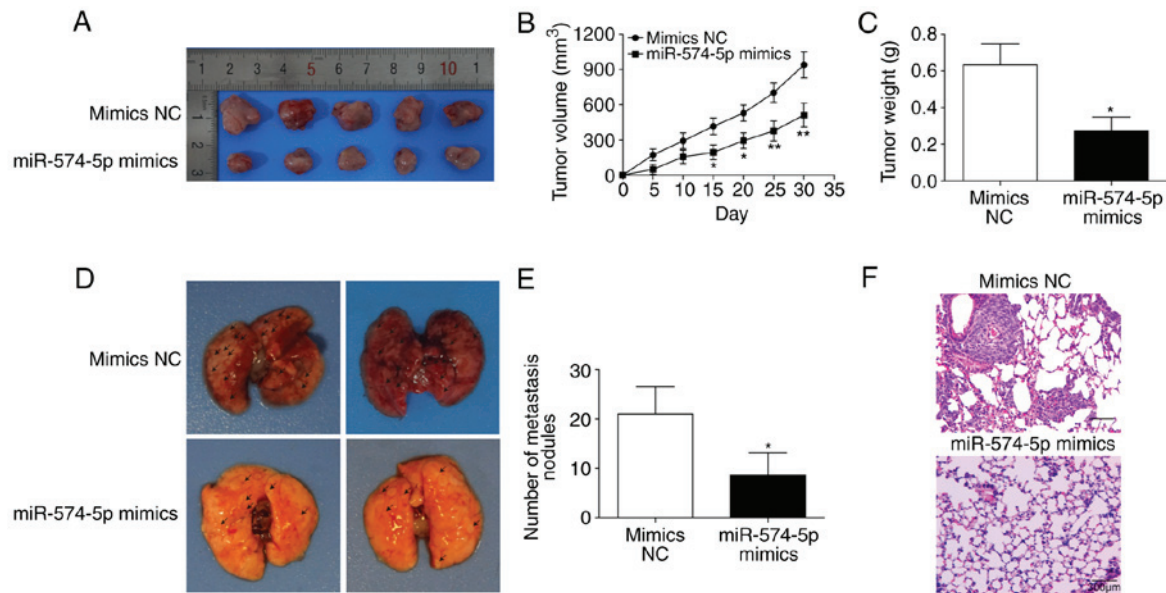 A
1 2 3 4 5 6 7 8 9 10 1
1
2
3
Mimics NC
miR-574-5p mimics
B
Tumor volume (mm³)
1200
900
600
300
0
Mimics NC
miR-574-5p mimics
*
*
**
**
0 5 10 15 20 25 30 35
Day
C
Tumor weight (g)
0.8
0.6
0.4
0.2
0.0
*
Mimics
NC
miR-574-5p
mimics
D
Mimics NC
miR-574-5p mimics
E
Number of metastasis
nodules
30
20
10
0
*
Mimics
NC
miR-574-5p
mimics
F
Mimics NC
miR-574-5p mimics